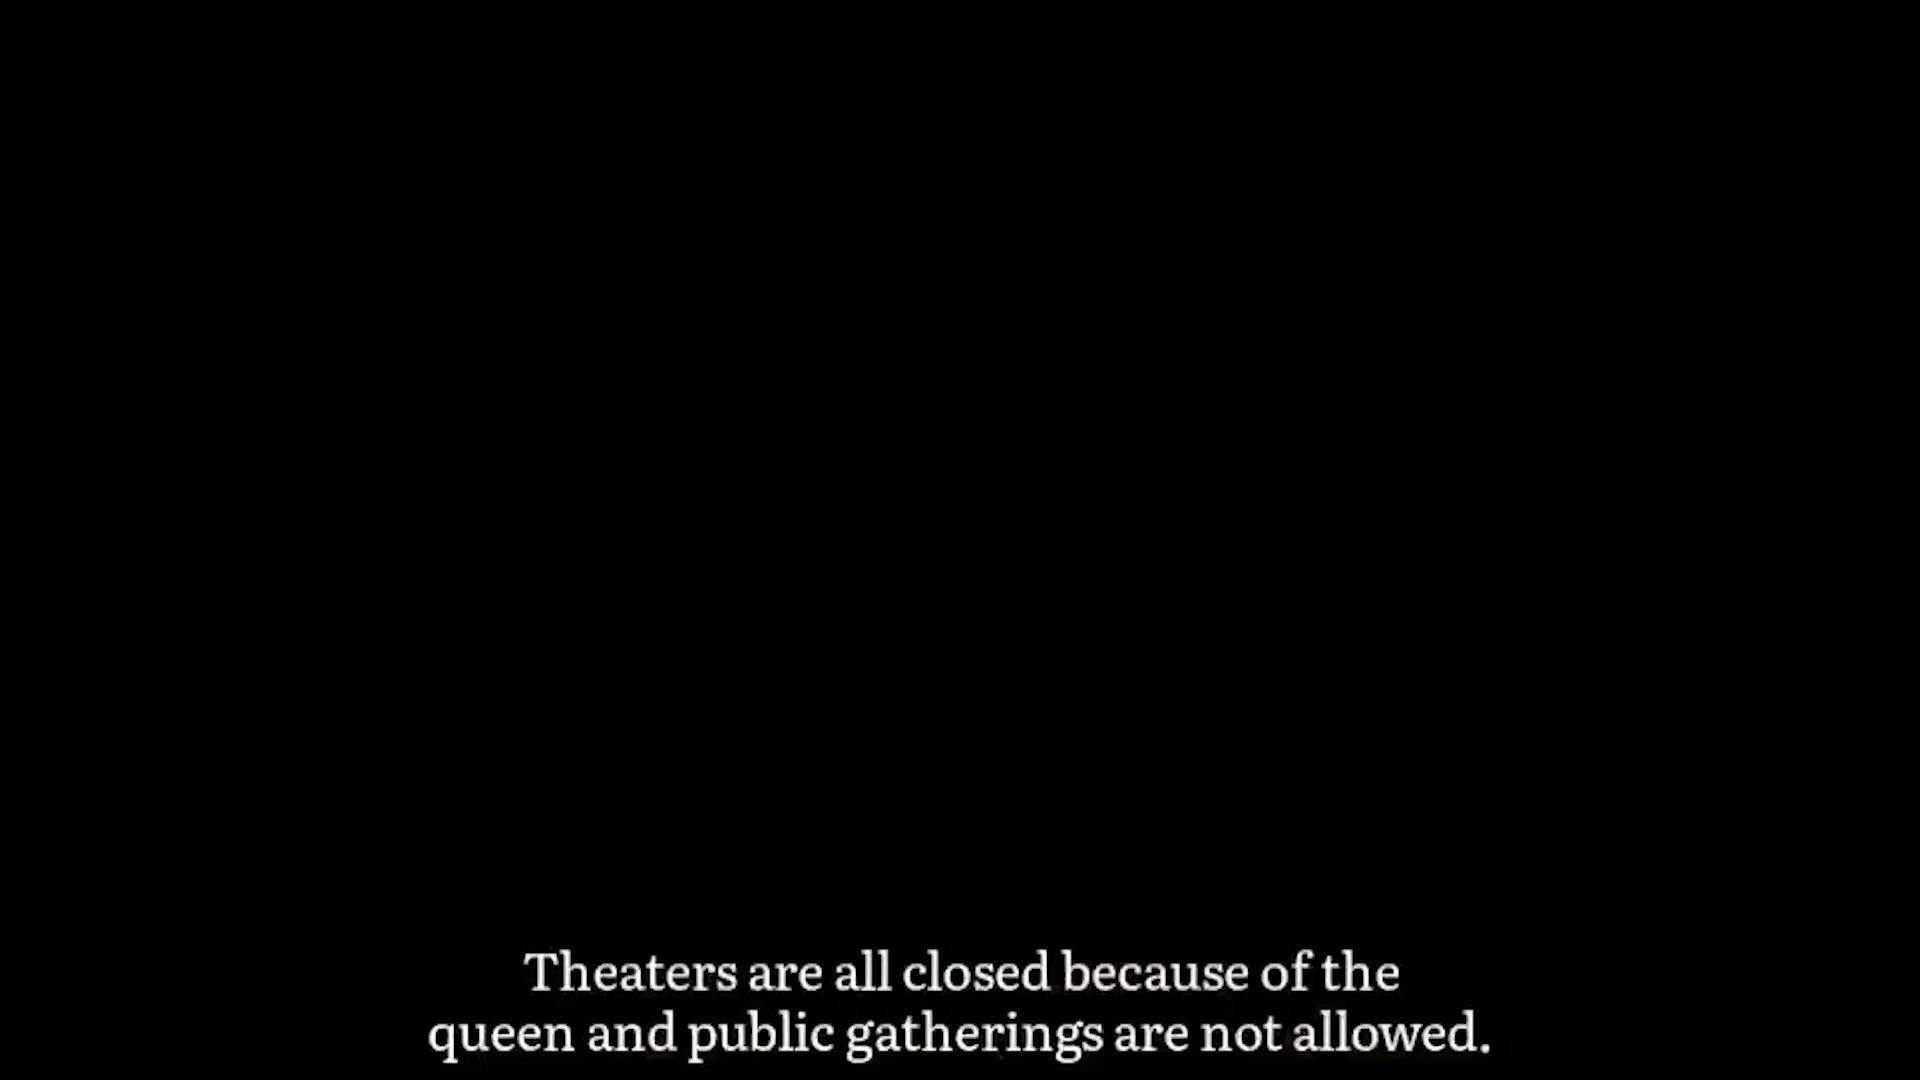 Theaters are all closed because of the
queen and public gatherings are not allowed.